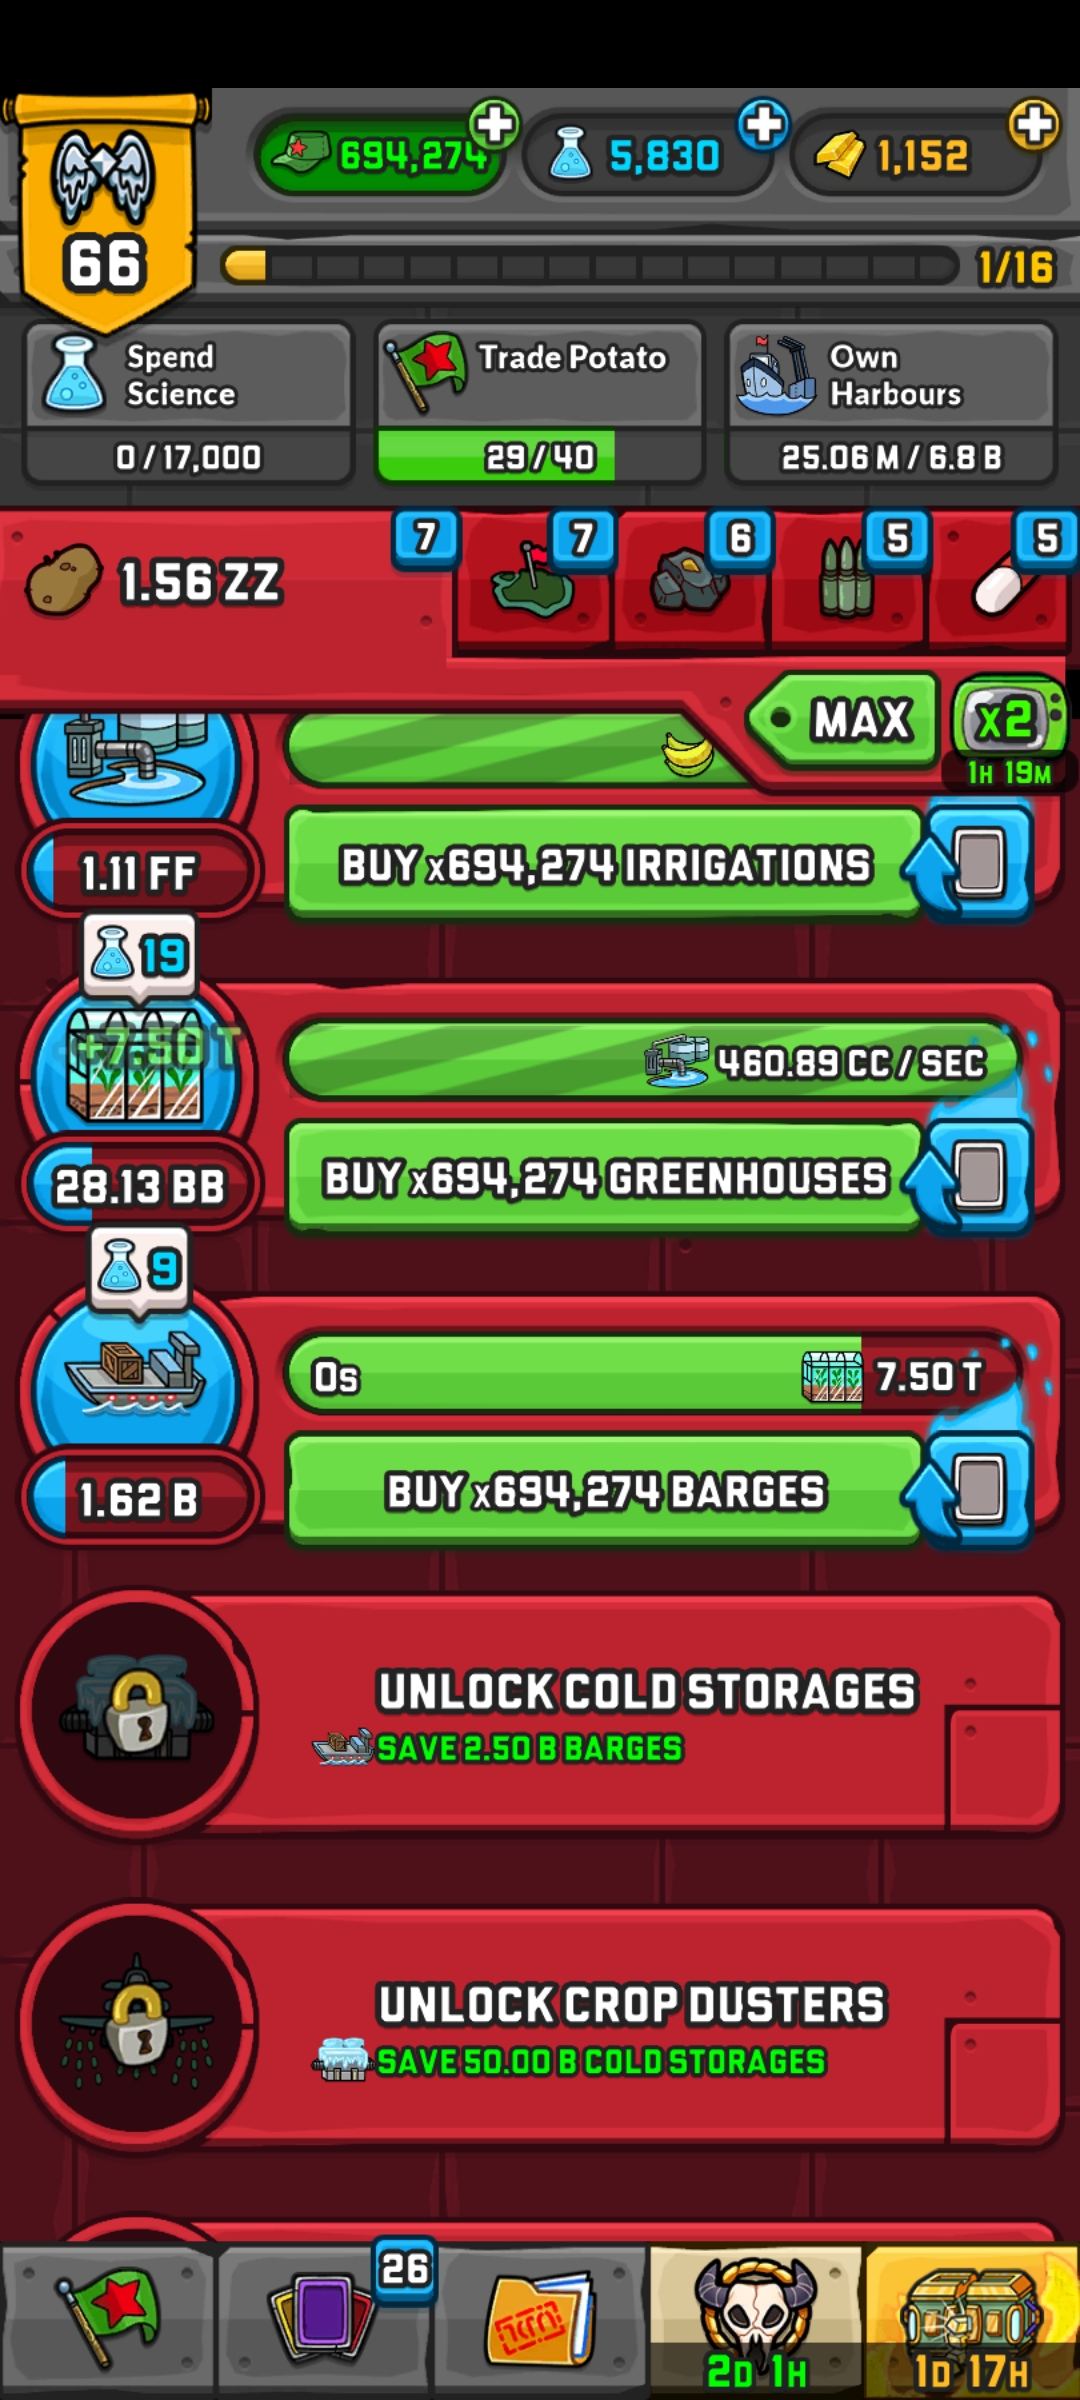 66
694,274
5,830
1,152
1/16
Spend
Science
0 / 17,000
Trade Potato
29 / 40
Own
Harbours
25.06 M / 6.8 B
1.56 ZZ
7
7
6
5
5
MAX
x2
1H 19M
1.11 FF
BUY x694,274 IRRIGATIONS
19
+7.50 T
460.89 CC / SEC
28.13 BB
BUY x694,274 GREENHOUSES
9
0s
7.50 T
1.62 B
BUY x694,274 BARGES
UNLOCK COLD STORAGES
SAVE 2.50 B BARGES
UNLOCK CROP DUSTERS
SAVE 50.00 B COLD STORAGES
26
2D 1H
1D 17H